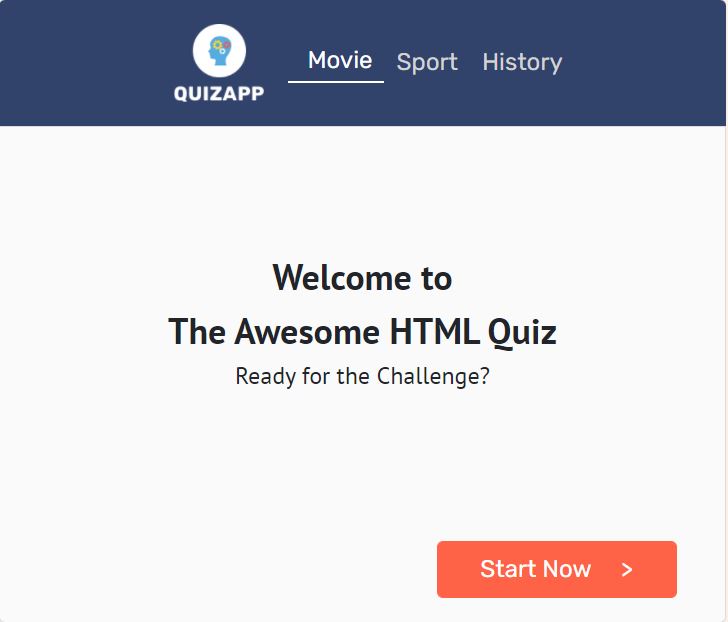 QUIZAPP
Movie Sport History
Welcome to
The Awesome HTML Quiz
Ready for the Challenge?
Start Now >